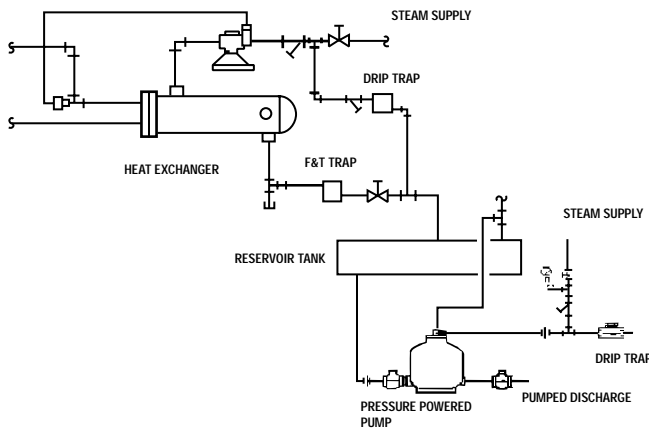 STEAM SUPPLY
DRIP TRAP
HEAT EXCHANGER
F&T TRAP
STEAM SUPPLY
RESERVOIR TANK
DRIP TRAP
PRESSURE POWERED
PUMP
PUMPED DISCHARGE